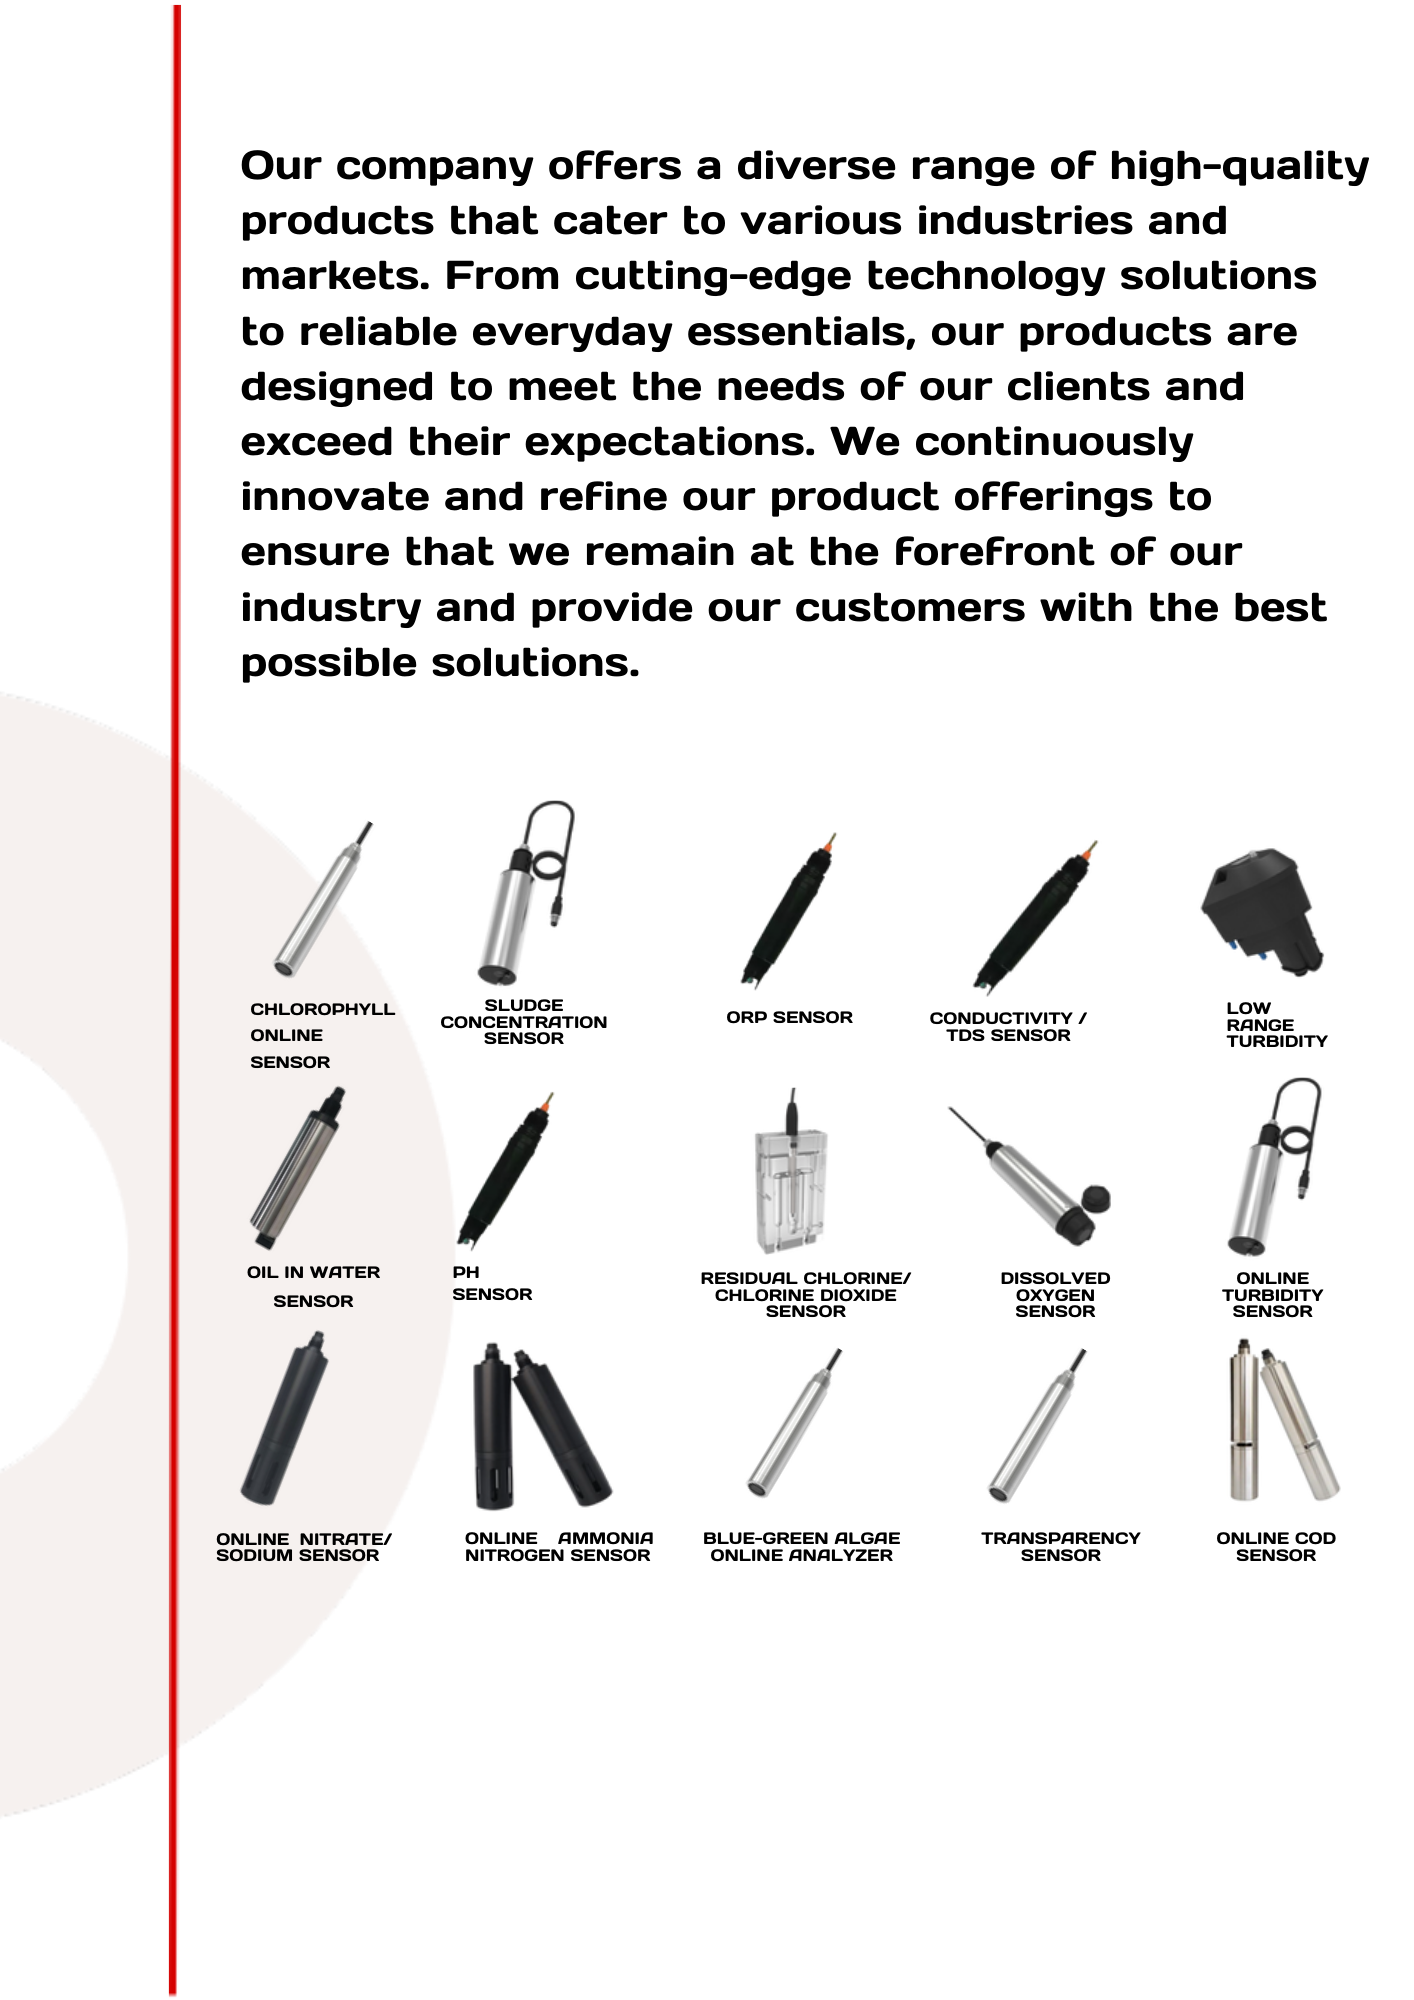 Our company offers a diverse range of high-quality
products that cater to various industries and
markets. From cutting-edge technology solutions
to reliable everyday essentials, our products are
designed to meet the needs of our clients and
exceed their expectations. We continuously
innovate and refine our product offerings to
ensure that we remain at the forefront of our
industry and provide our customers with the best
possible solutions.
CHLOROPHYLL
ONLINE
SENSOR
SLUDGE
CONCENTRATION
SENSOR
ORP SENSOR
CONDUCTIVITY /
TDS SENSOR
LOW
RANGE
TURBIDITY
OIL IN WATER
SENSOR
PH
SENSOR
RESIDUAL CHLORINE/
CHLORINE DIOXIDE
SENSOR
DISSOLVED
OXYGEN
SENSOR
ONLINE
TURBIDITY
SENSOR
ONLINE NITRATE/
SODIUM SENSOR
ONLINE AMMONIA
NITROGEN SENSOR
BLUE-GREEN ALGAE
ONLINE ANALYZER
TRANSPARENCY
SENSOR
ONLINE COD
SENSOR